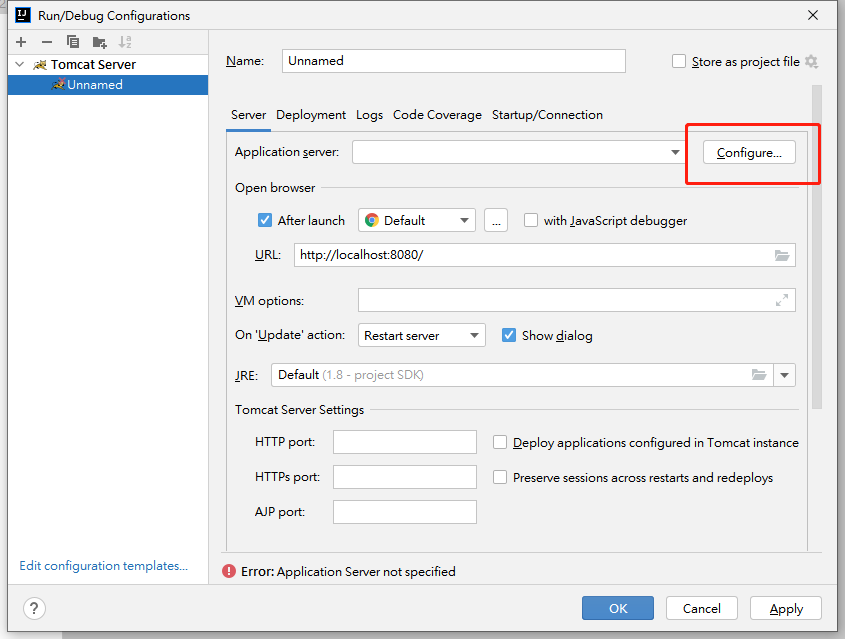 Run/Debug Configurations
Tomcat Server
Unnamed
Name: Unnamed Store as project file
Server Deployment Logs Code Coverage Startup/Connection
Application server: Configure...
Open browser
After launch Default ... with JavaScript debugger
URL: http://localhost:8080/
VM options:
On 'Update' action: Restart server Show dialog
JRE: Default (1.8 - project SDK)
Tomcat Server Settings
HTTP port: Deploy applications configured in Tomcat instance
HTTPs port: Preserve sessions across restarts and redeploys
AJP port:
Edit configuration templates...
Error: Application Server not specified
? OK Cancel Apply